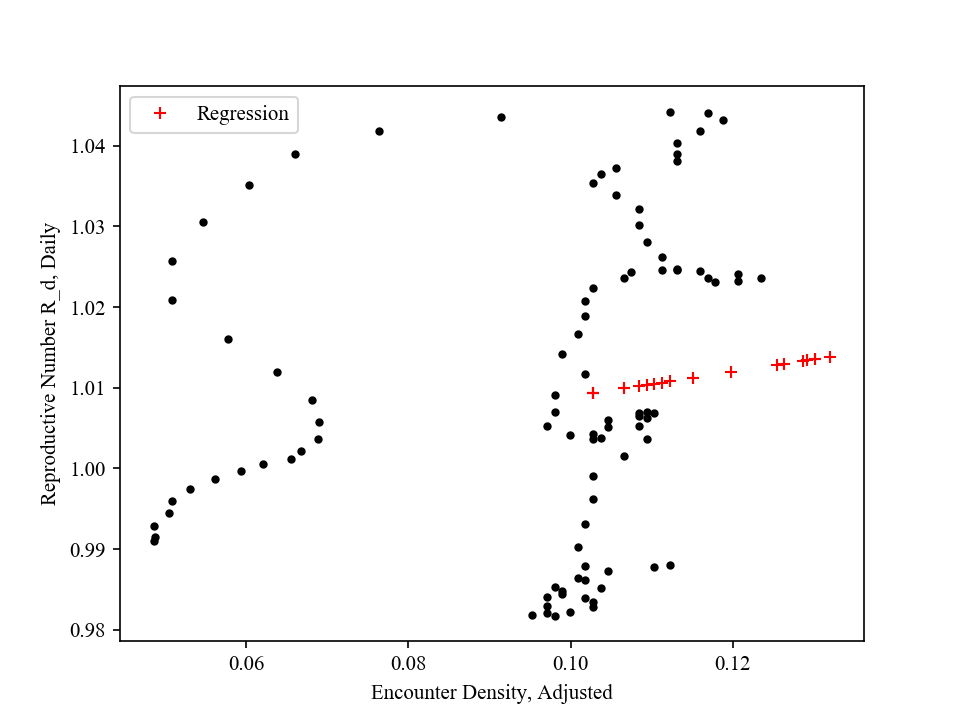 Regression
1.04
1.03
1.02
1.01
1.00
0.99
0.98
Reproductive Number R_d, Daily
0.06 0.08 0.10 0.12
Encounter Density, Adjusted